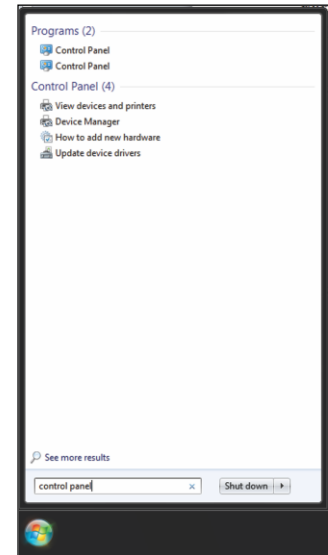 Programs (2)
Control Panel
Control Panel
Control Panel (4)
View devices and printers
Device Manager
How to add new hardware
Update device drivers
See more results
control panel
Shut down